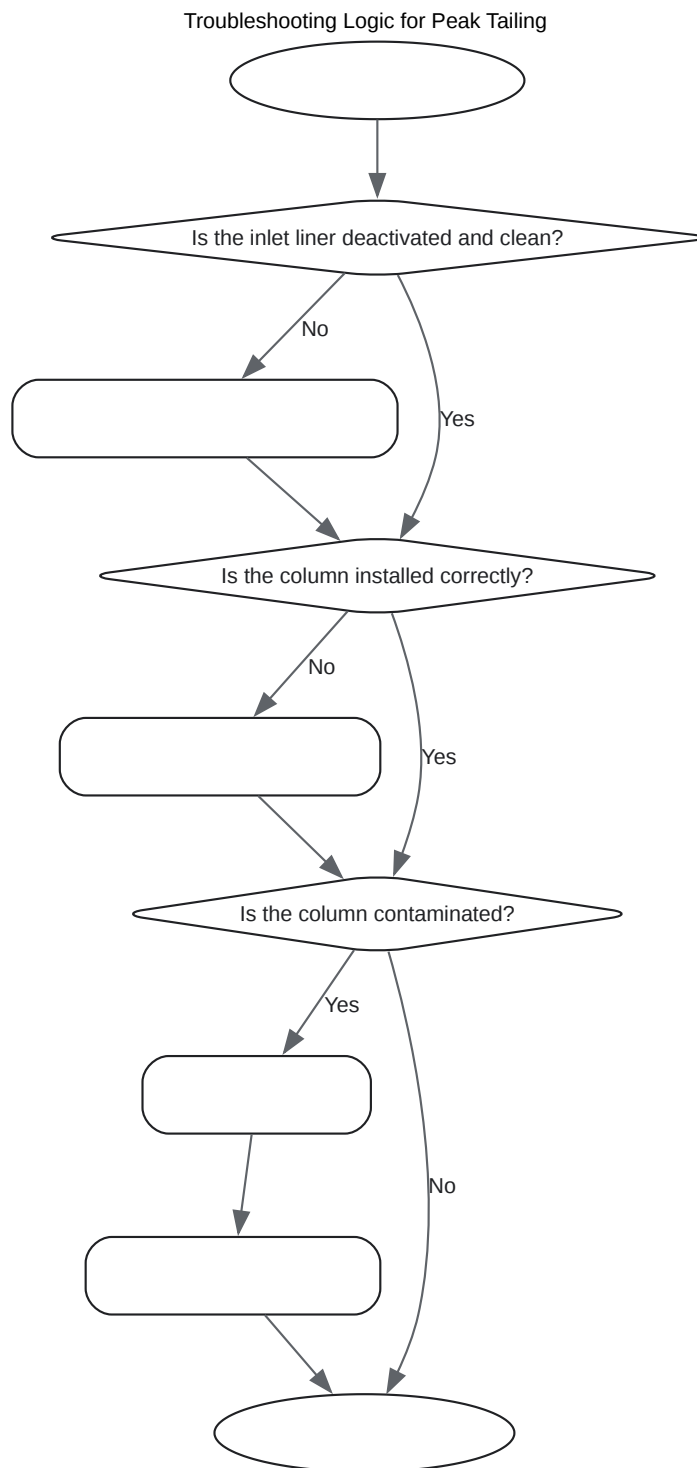 Troubleshooting Logic for Peak Tailing
Is the inlet liner deactivated and clean?
No
Yes
Is the column installed correctly?
No
Yes
Is the column contaminated?
Yes
No